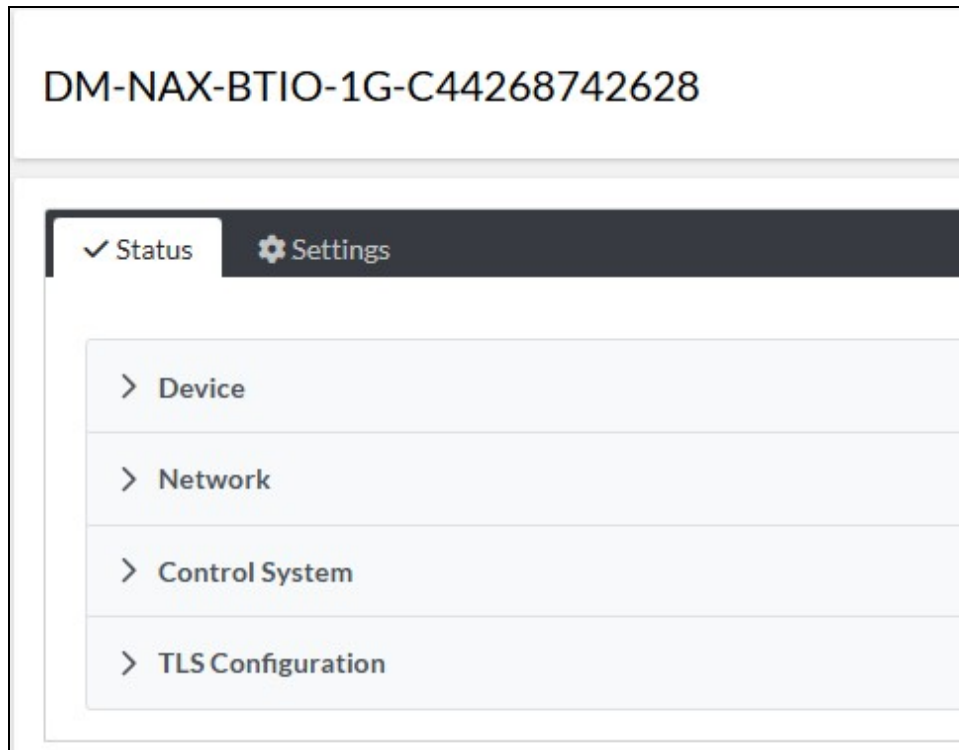 DM-NAX-BTIO-1G-C44268742628
Status Settings
Device
Network
Control System
TLS Configuration